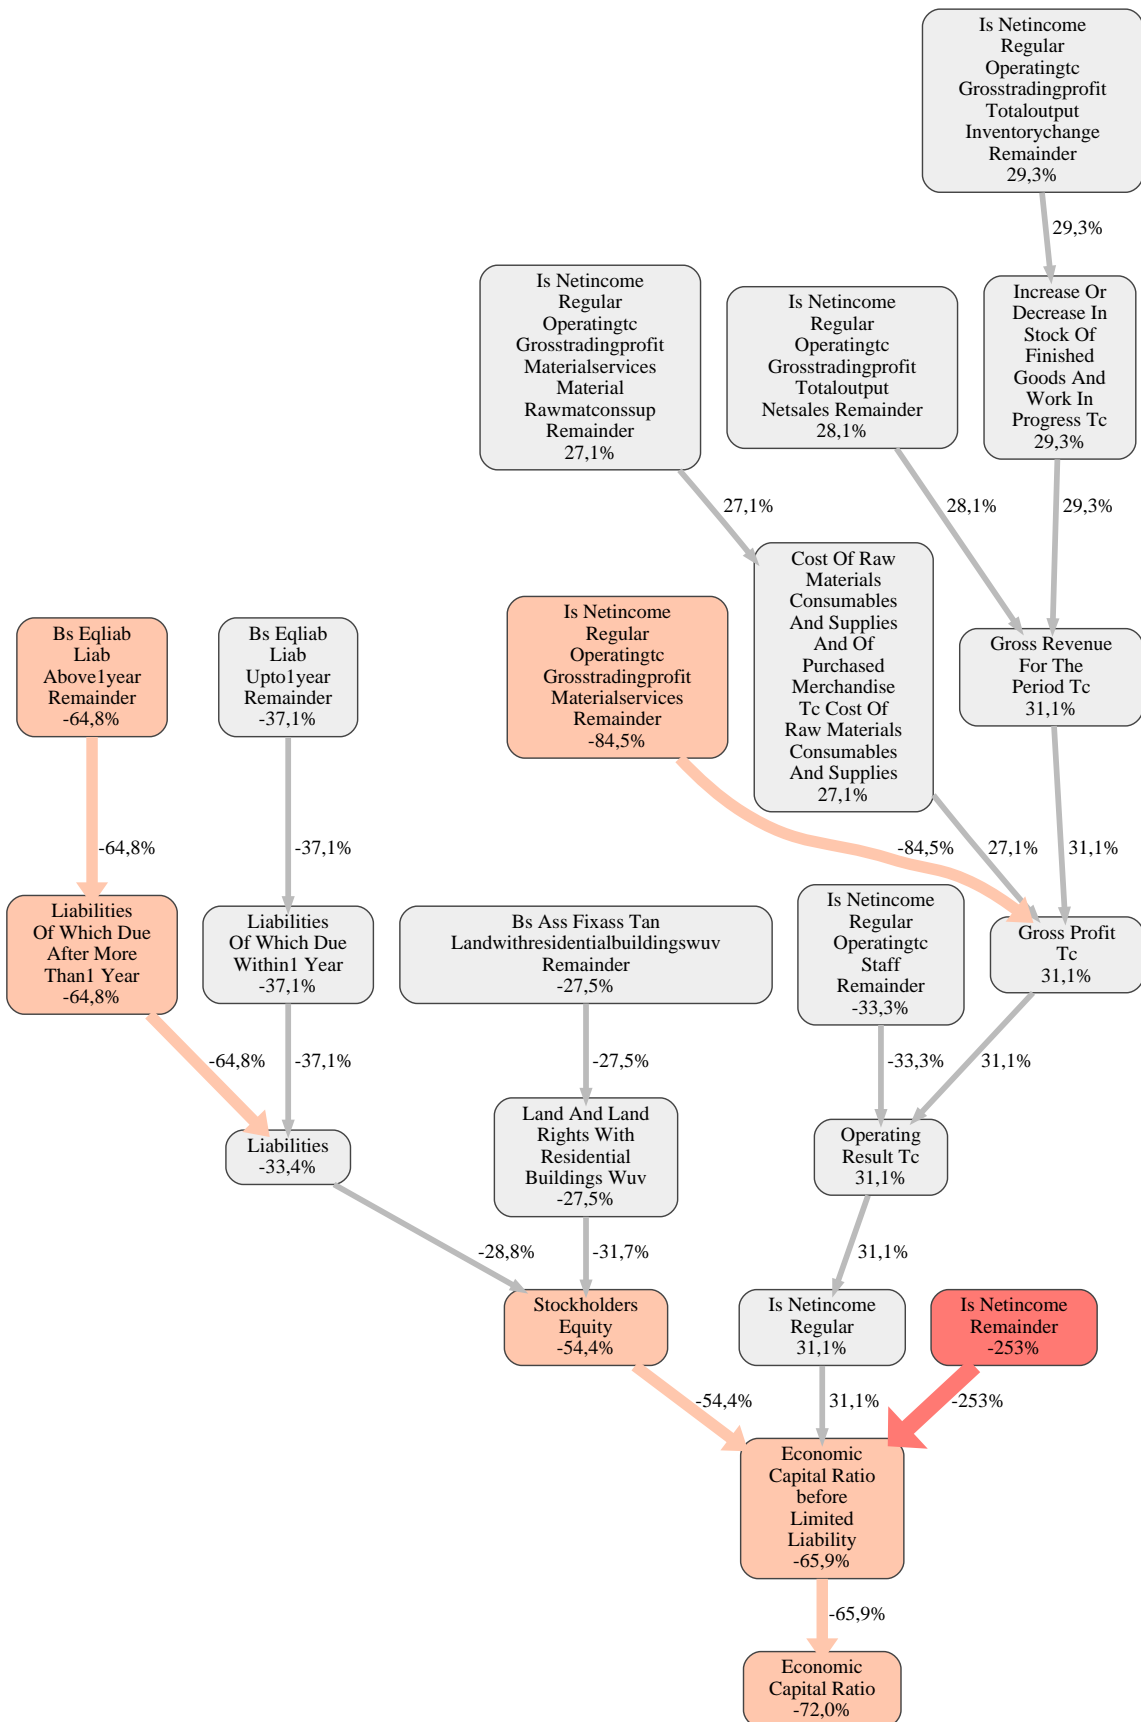 Is Netincome
Regular
Operatingtc
Grosstradingprofit
Totaloutput
Inventorychange
Remainder
29,3%
29,3%
Is Netincome
Regular
Operatingtc
Grosstradingprofit
Materialservices
Material
Rawmatconssup
Remainder
27,1%
Is Netincome
Regular
Operatingtc
Grosstradingprofit
Totaloutput
Netsales Remainder
28,1%
Increase Or
Decrease In
Stock Of
Finished
Goods And
Work In
Progress Tc
29,3%
27,1%
28,1%
29,3%
Cost Of Raw
Materials
Consumables
And Supplies
And Of
Purchased
Merchandise
Tc Cost Of
Raw Materials
Consumables
And Supplies
27,1%
Bs Eqliab
Liab
Above1year
Remainder
-64,8%
Bs Eqliab
Liab
Upto1year
Remainder
-37,1%
Is Netincome
Regular
Operatingtc
Grosstradingprofit
Materialservices
Remainder
-84,5%
Gross Revenue
For The
Period Tc
31,1%
-64,8%
-37,1%
-84,5%
27,1%
31,1%
Liabilities
Of Which Due
After More
Than1 Year
-64,8%
Liabilities
Of Which Due
Within1 Year
-37,1%
Bs Ass Fixass Tan
Landwithresidentialbuildingswuv
Remainder
-27,5%
Is Netincome
Regular
Operatingtc
Staff
Remainder
-33,3%
Gross Profit
Tc
31,1%
-64,8%
-37,1%
-27,5%
-33,3%
31,1%
Liabilities
-33,4%
Land And Land
Rights With
Residential
Buildings Wuv
-27,5%
Operating
Result Tc
31,1%
-28,8%
-31,7%
31,1%
Stockholders
Equity
-54,4%
Is Netincome
Regular
31,1%
Is Netincome
Remainder
-253%
-54,4%
31,1%
-253%
Economic
Capital Ratio
before
Limited
Liability
-65,9%
-65,9%
Economic
Capital Ratio
-72,0%